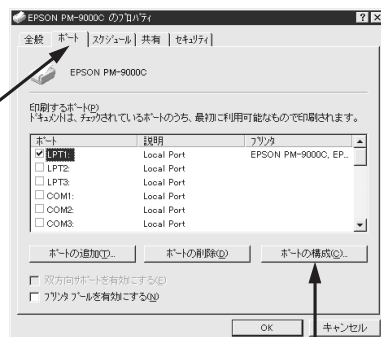 EPSON PM-9000C のプロパティ
全般 ポート スケジュール 共有 セキュリティ
EPSON PM-9000C
印刷するポート(P)
ドキュメントは、チェックされているポートのうち、最初に利用可能なもので印刷されます。
ポート 説明 プリンタ
LPT1: Local Port EPSON PM-9000C, EP...
LPT2: Local Port
LPT3: Local Port
COM1: Local Port
COM2: Local Port
COM3: Local Port
ポートの追加(T)... ポートの削除(D) ポートの構成(C)...
双方向サポートを有効にする(E)
プリンタ プールを有効にする(N)
OK キャンセル